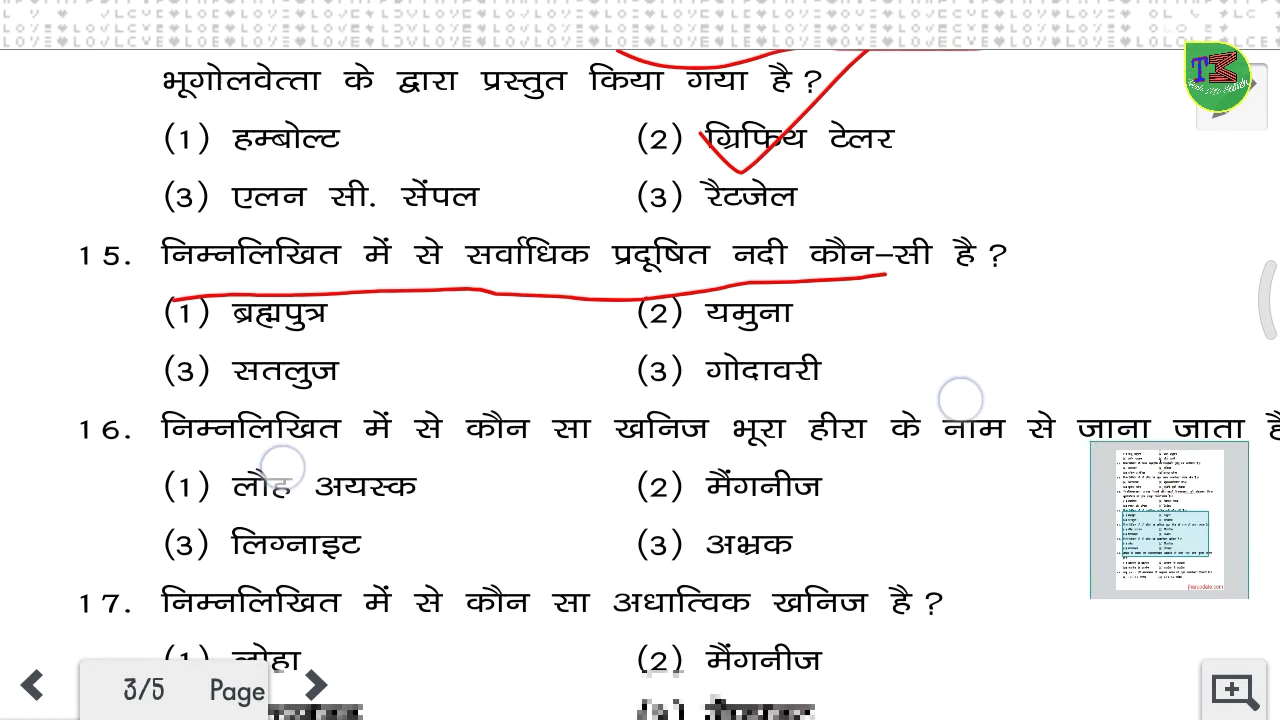 भूगोलवेत्ता के द्वारा प्रस्तुत किया गया है ?
(1) हम्बोल्ट (2) ग्रिफिथ टेलर
(3) एलन सी. सेंपल (3) रैटजेल
15. निम्नलिखित में से सर्वाधिक प्रदूषित नदी कौन-सी है ?
(1) ब्रह्मपुत्र (2) यमुना
(3) सतलुज (3) गोदावरी
16. निम्नलिखित में से कौन सा खनिज भूरा हीरा के नाम से जाना जाता है
(1) लौह अयस्क (2) मैंगनीज
(3) लिग्नाइट (3) अभ्रक
17. निम्नलिखित में से कौन सा अधात्विक खनिज है ?
(1) लोहा (2) मैंगनीज
3/5 Page